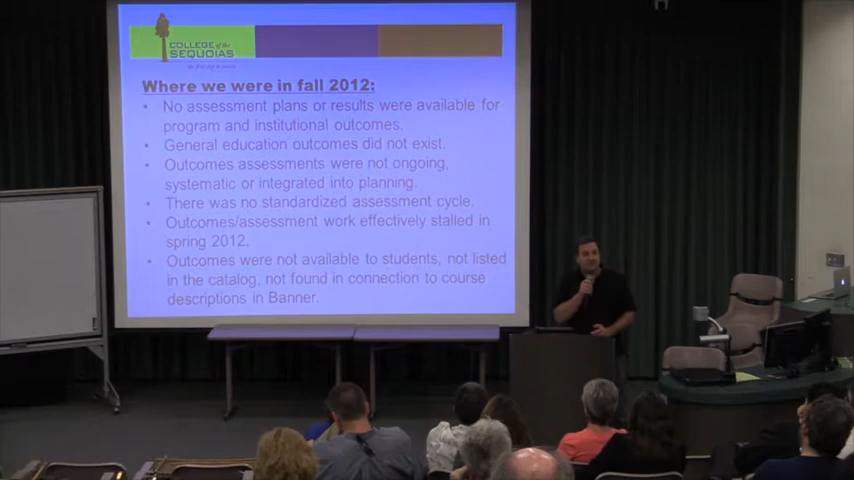 COLLEGE of the
SEQUOIAS
Where we were in fall 2012:
• No assessment plans or results were available for
program and institutional outcomes.
• General education outcomes did not exist.
• Outcomes assessments were not ongoing,
systematic or integrated into planning.
• There was no standardized assessment cycle.
• Outcomes/assessment work effectively stalled in
spring 2012.
• Outcomes were not available to students, not listed
in the catalog, not found in connection to course
descriptions in Banner.